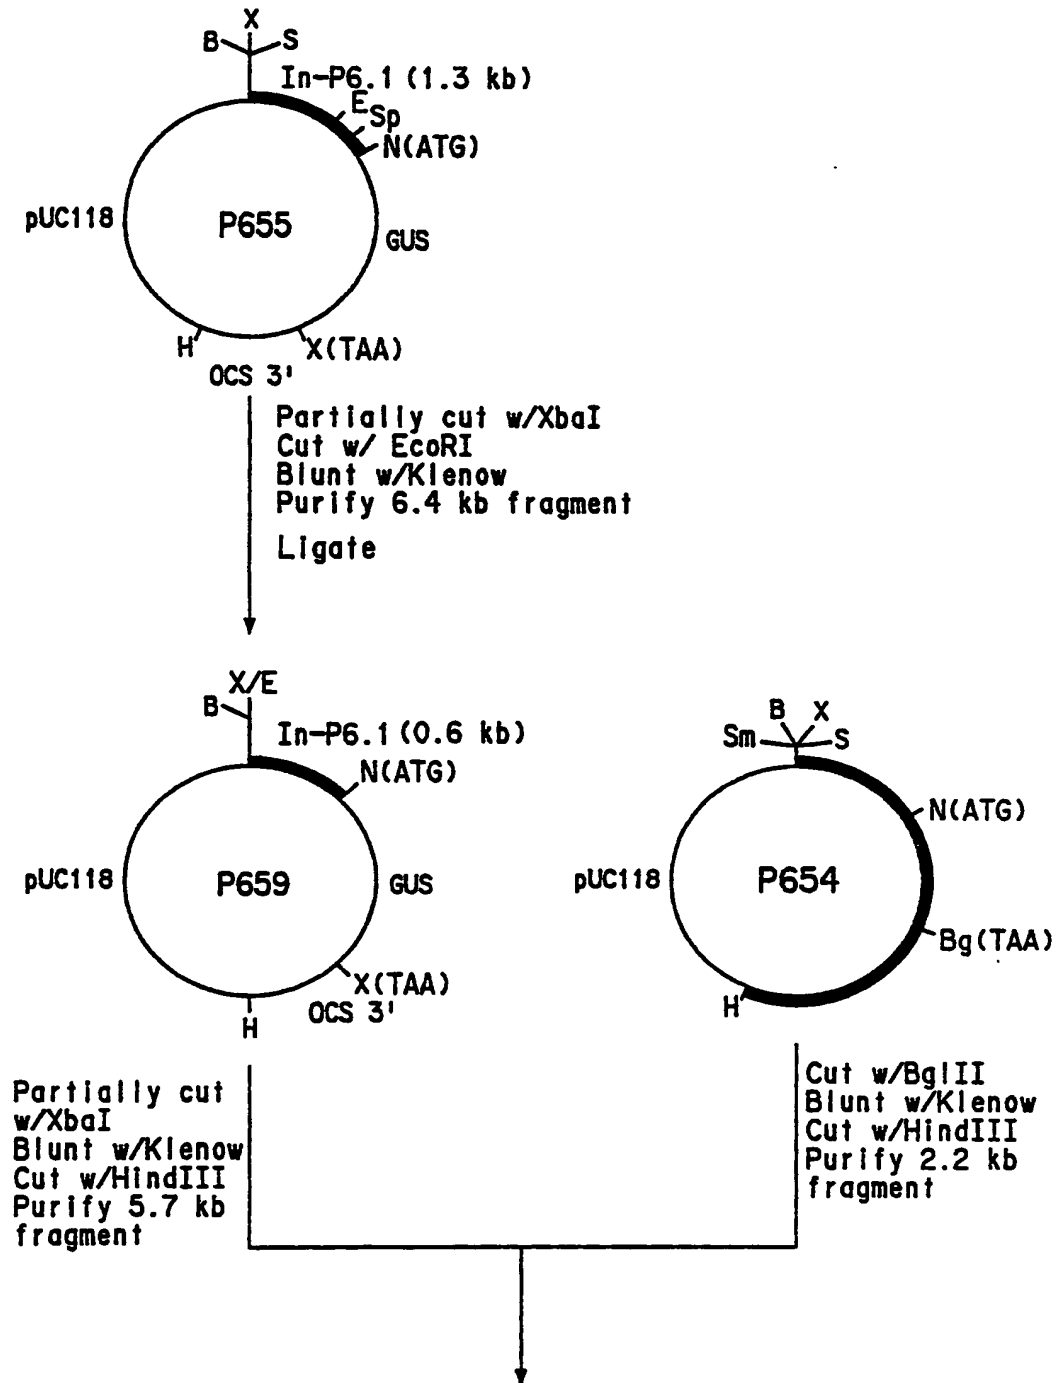 X
B S
In-P6.1 (1.3 kb)
E
Sp
N(ATG)
pUC118
P655
GUS
H
X(TAA)
OCS 3'
Partially cut w/XbaI
Cut w/ EcoRI
Blunt w/Klenow
Purify 6.4 kb fragment
Ligate
X/E
B
In-P6.1 (0.6 kb)
N(ATG)
pUC118
P659
GUS
X(TAA)
OCS 3'
H
B X
Sm S
N(ATG)
pUC118
P654
Bg(TAA)
H
Partially cut
w/XbaI
Blunt w/Klenow
Cut w/HindIII
Purify 5.7 kb
fragment
Cut w/BglII
Blunt w/Klenow
Cut w/HindIII
Purify 2.2 kb
fragment